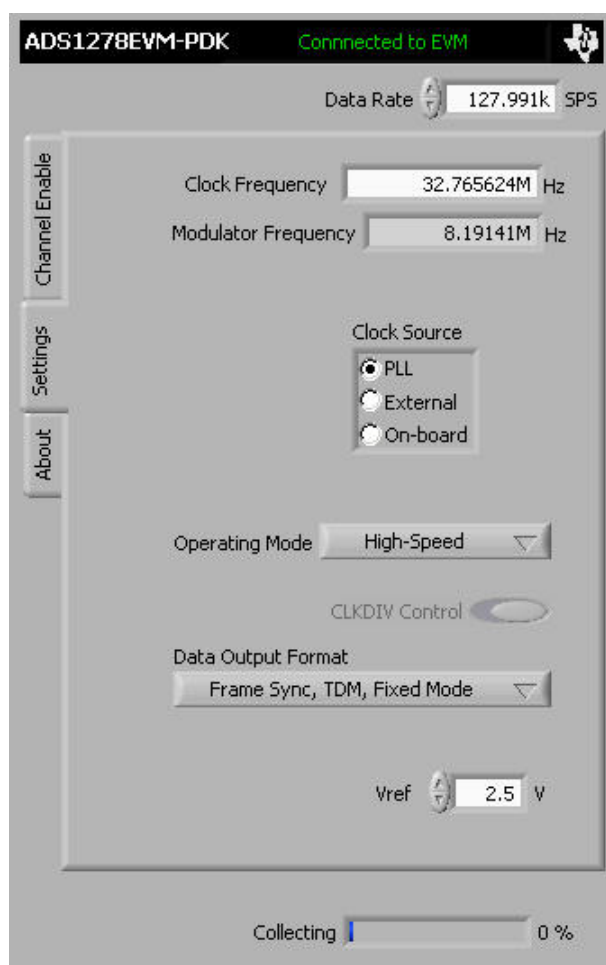 ADS1278EVM-PDK Connnected to EVM
Data Rate 127.991k SPS
Channel Enable
Settings
About
Clock Frequency 32.765624M Hz
Modulator Frequency 8.19141M Hz
Clock Source
PLL
External
On-board
Operating Mode High-Speed
CLKDIV Control
Data Output Format
Frame Sync, TDM, Fixed Mode
Vref 2.5 V
Collecting 0 %